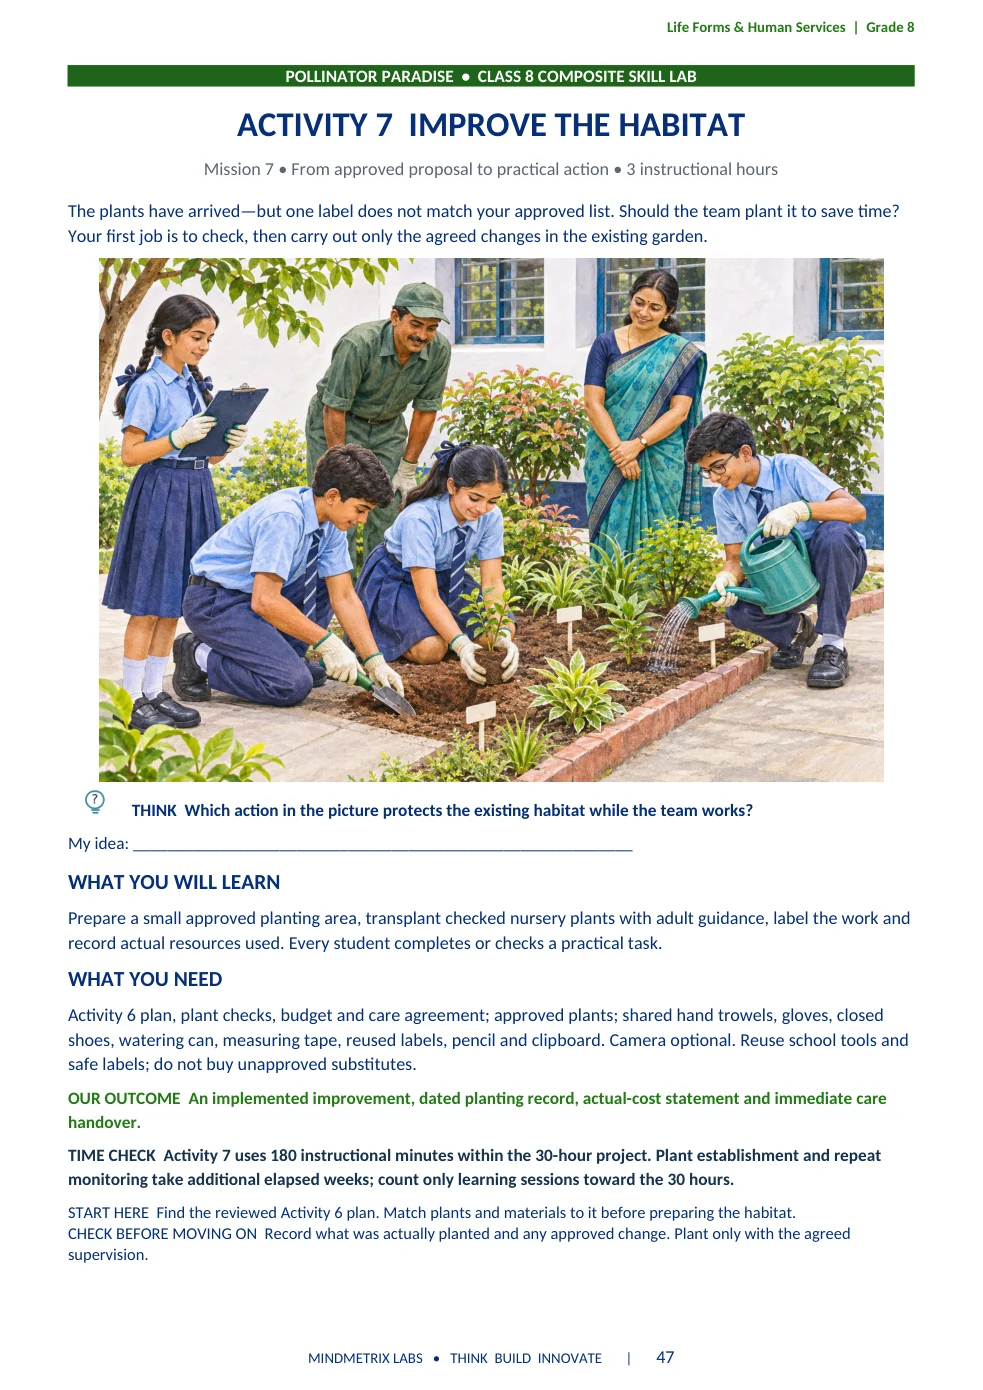 Life Forms & Human Services | Grade 8
POLLINATOR PARADISE ● CLASS 8 COMPOSITE SKILL LAB
ACTIVITY 7 IMPROVE THE HABITAT
Mission 7 • From approved proposal to practical action • 3 instructional hours
The plants have arrived—but one label does not match your approved list. Should the team plant it to save time?
Your first job is to check, then carry out only the agreed changes in the existing garden.
?
THINK Which action in the picture protects the existing habitat while the team works?
My idea: ______________________________________________________
WHAT YOU WILL LEARN
Prepare a small approved planting area, transplant checked nursery plants with adult guidance, label the work and
record actual resources used. Every student completes or checks a practical task.
WHAT YOU NEED
Activity 6 plan, plant checks, budget and care agreement; approved plants; shared hand trowels, gloves, closed
shoes, watering can, measuring tape, reused labels, pencil and clipboard. Camera optional. Reuse school tools and
safe labels; do not buy unapproved substitutes.
OUR OUTCOME An implemented improvement, dated planting record, actual-cost statement and immediate care
handover.
TIME CHECK Activity 7 uses 180 instructional minutes within the 30-hour project. Plant establishment and repeat
monitoring take additional elapsed weeks; count only learning sessions toward the 30 hours.
START HERE Find the reviewed Activity 6 plan. Match plants and materials to it before preparing the habitat.
CHECK BEFORE MOVING ON Record what was actually planted and any approved change. Plant only with the agreed
supervision.
MINDMETRIX LABS ● THINK BUILD INNOVATE | 47